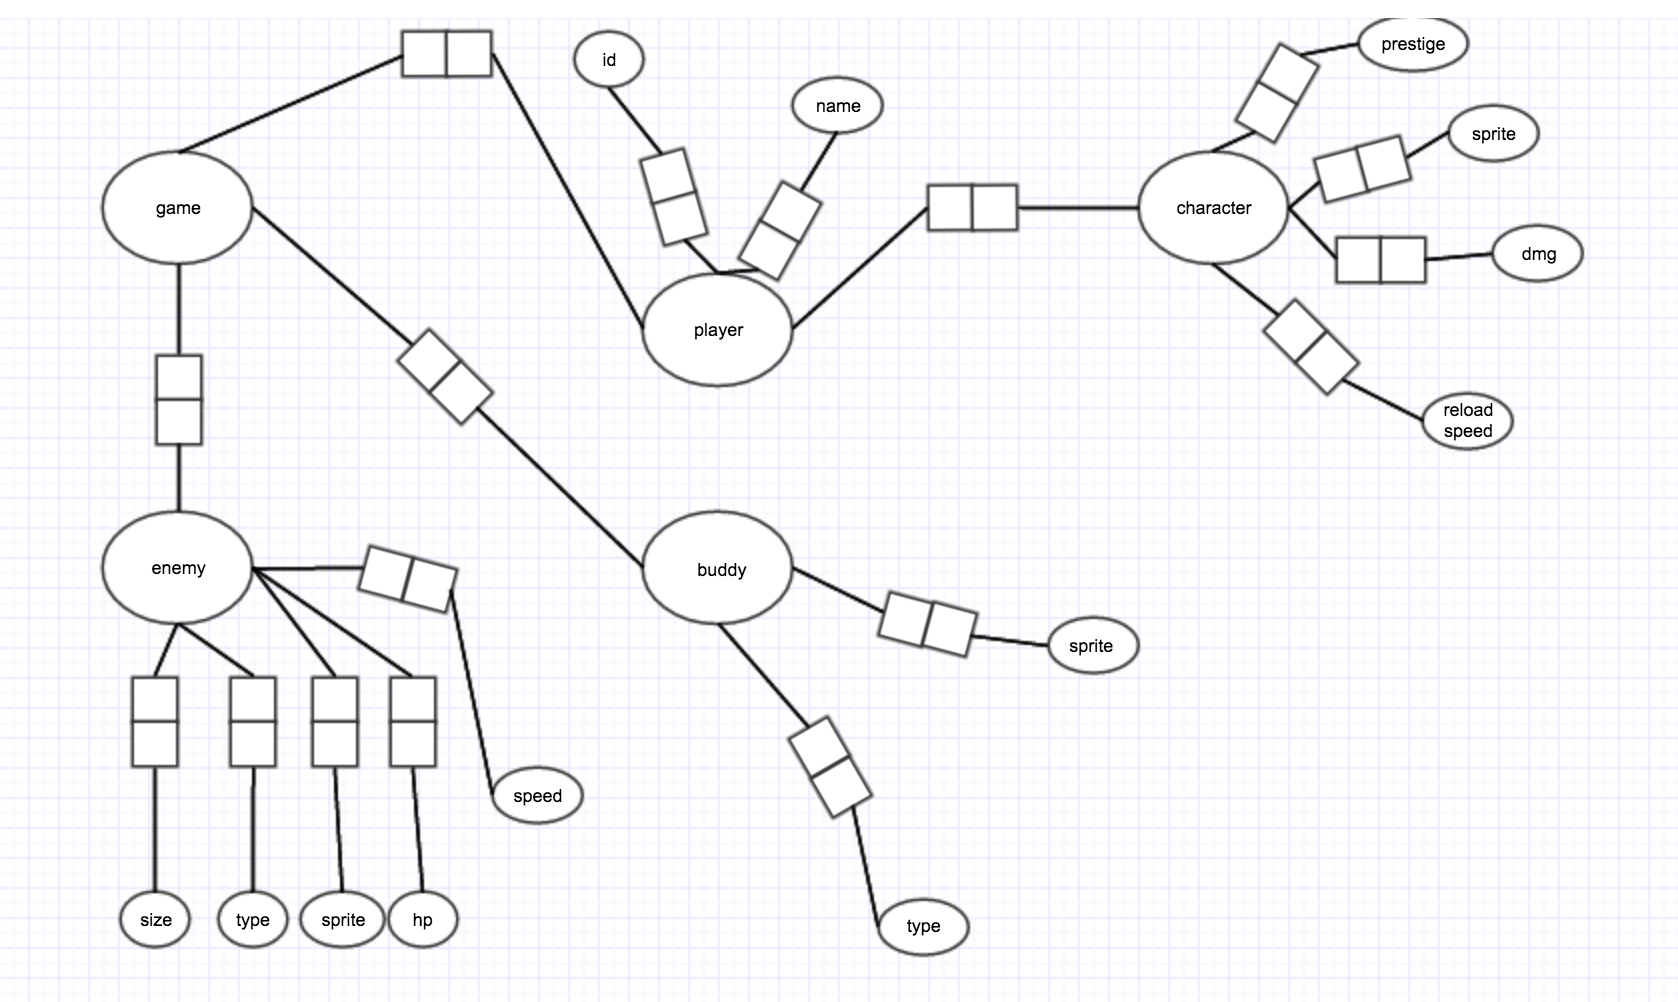 prestige
id
name
sprite
game
character
dmg
player
reload
speed
enemy
buddy
sprite
speed
size
type
sprite
hp
type